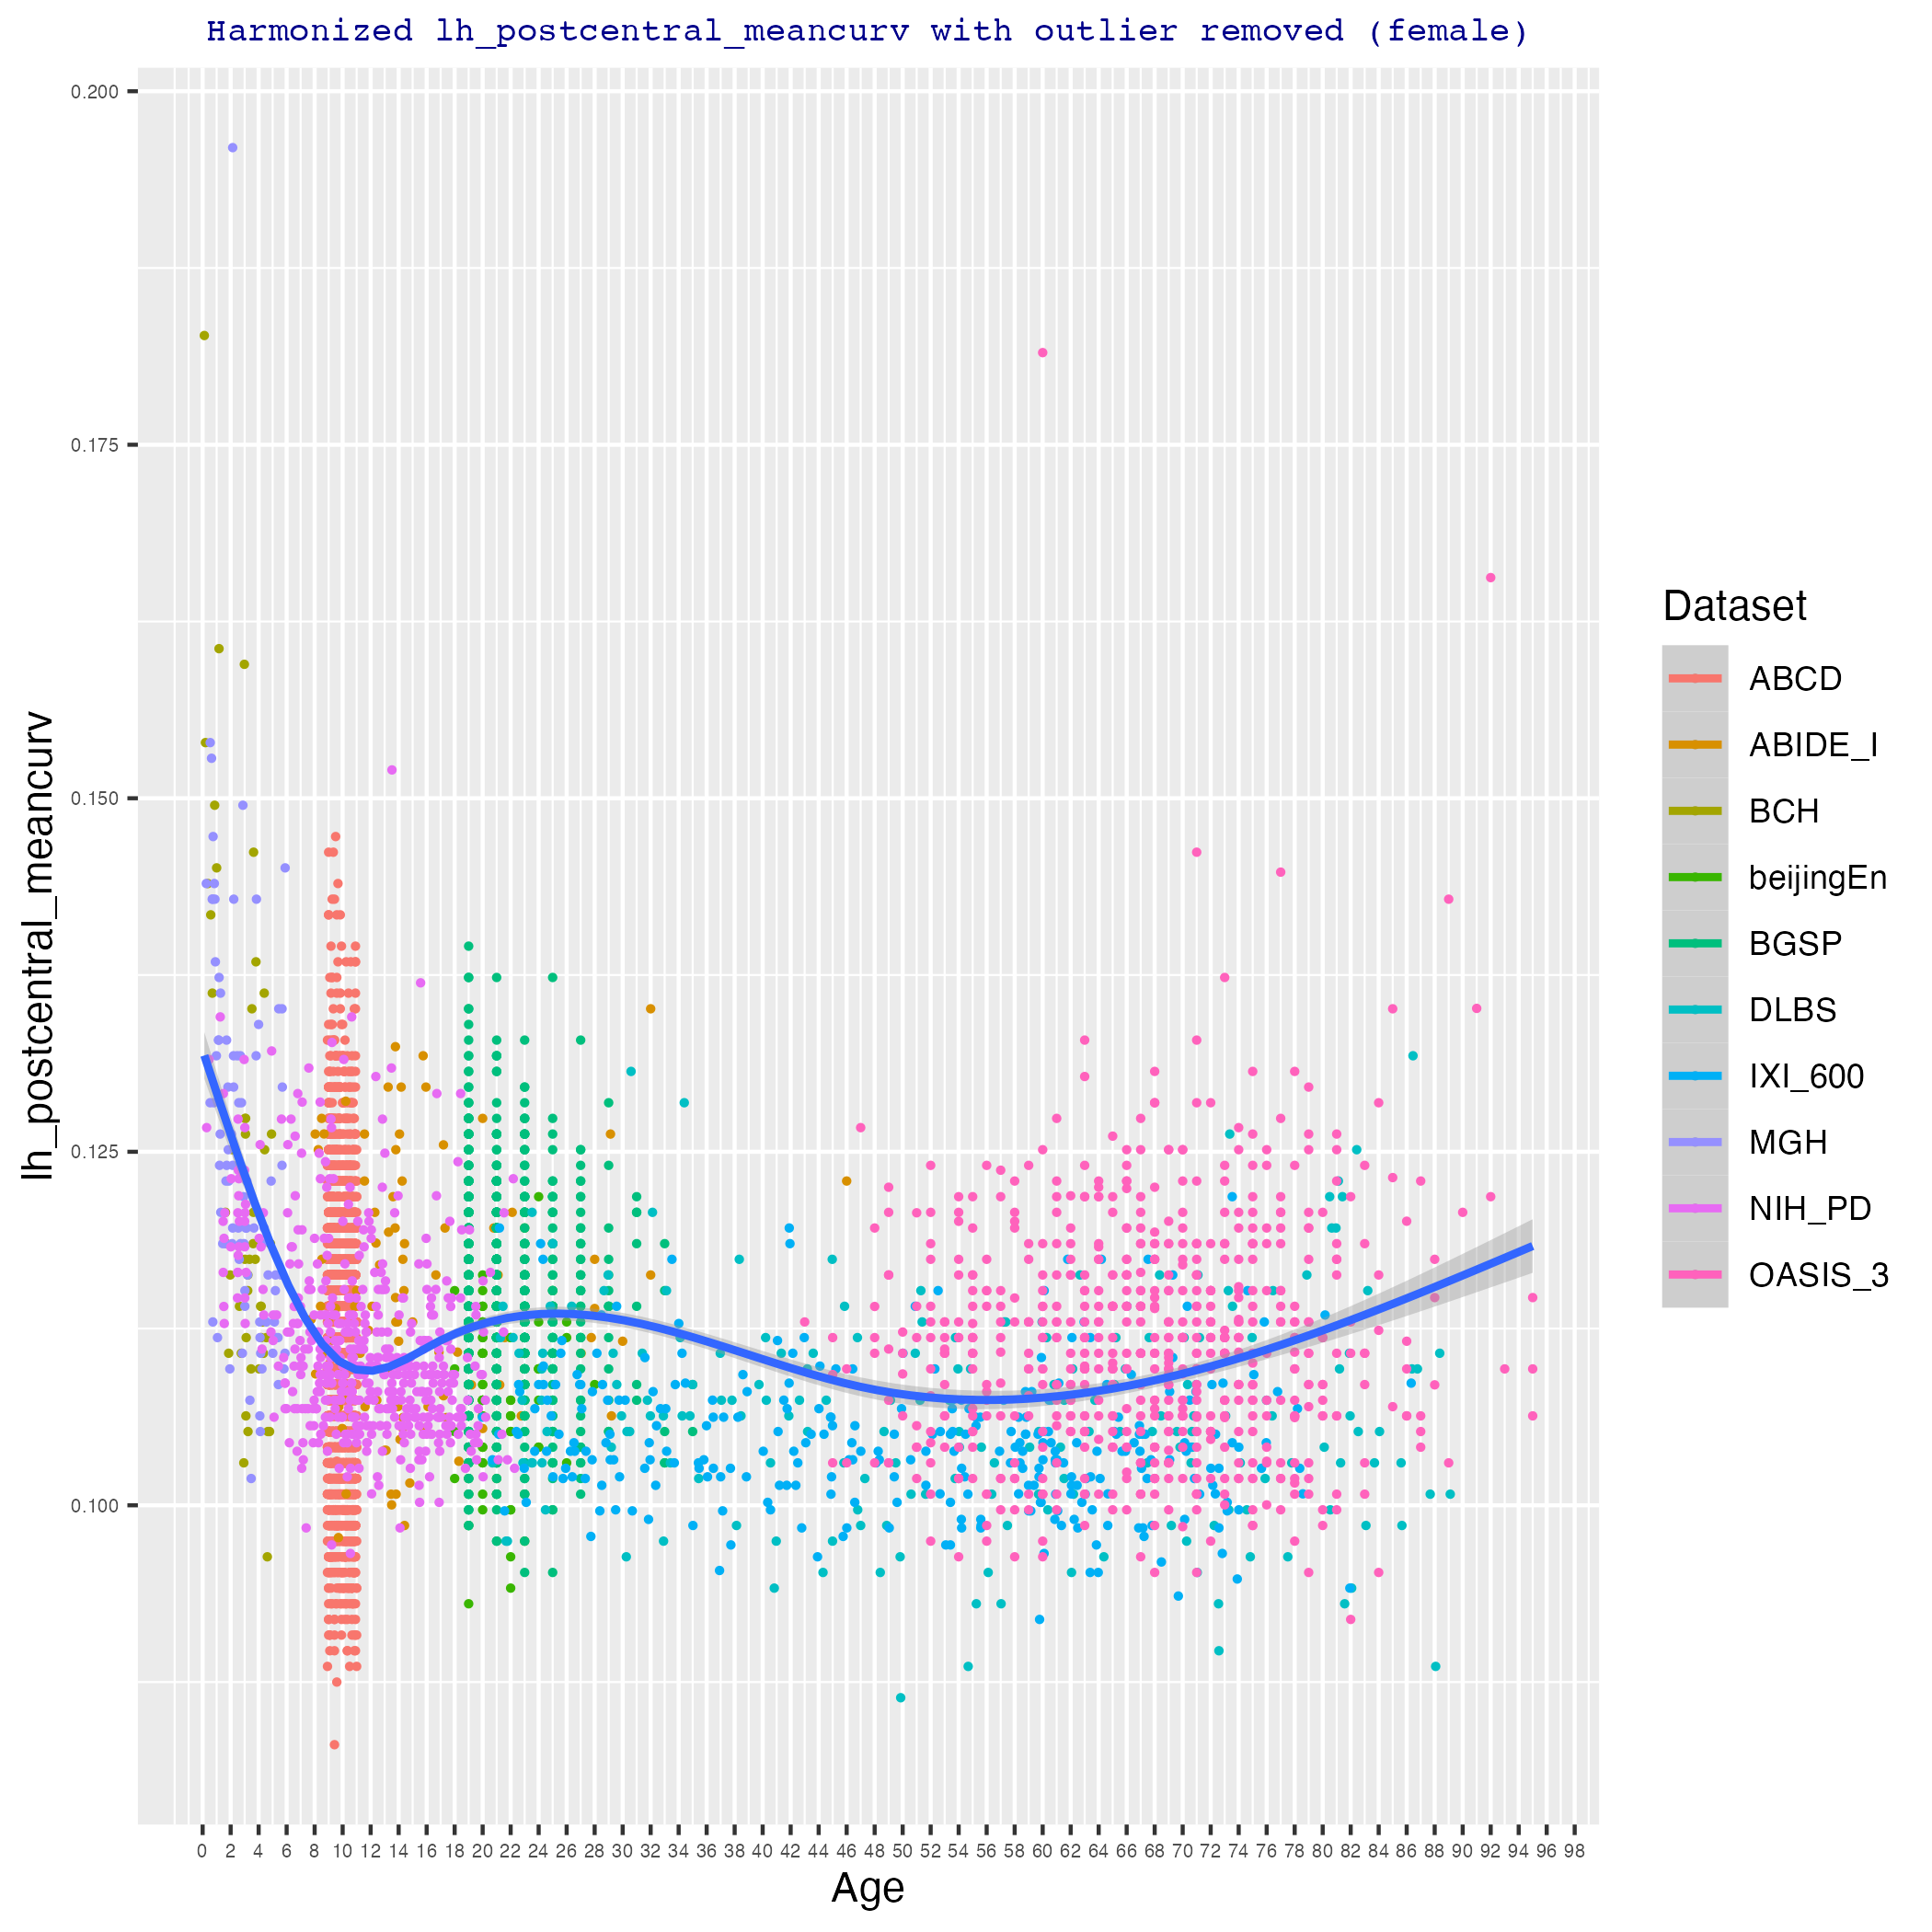 Harmonized lh_postcentral_meancurv with outlier removed (female)
lh_postcentral_meancurv
0.200
0.175
0.150
0.125
0.100
0 2 4 6 8 10 12 14 16 18 20 22 24 26 28 30 32 34 36 38 40 42 44 46 48 50 52 54 56 58 60 62 64 66 68 70 72 74 76 78 80 82 84 86 88 90 92 94 96 98
Age
Dataset
ABCD
ABIDE_I
BCH
beijingEn
BGSP
DLBS
IXI_600
MGH
NIH_PD
OASIS_3